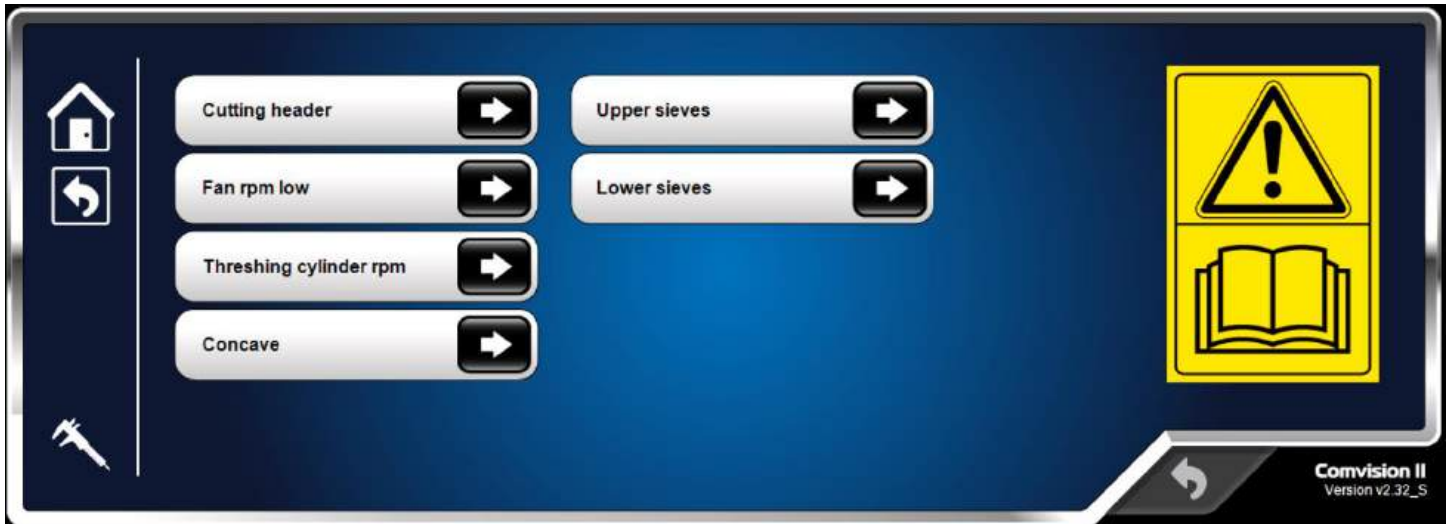 Cutting header
Fan rpm low
Threshing cylinder rpm
Concave
Upper sieves
Lower sieves
Comvision II
Version v2.32_S